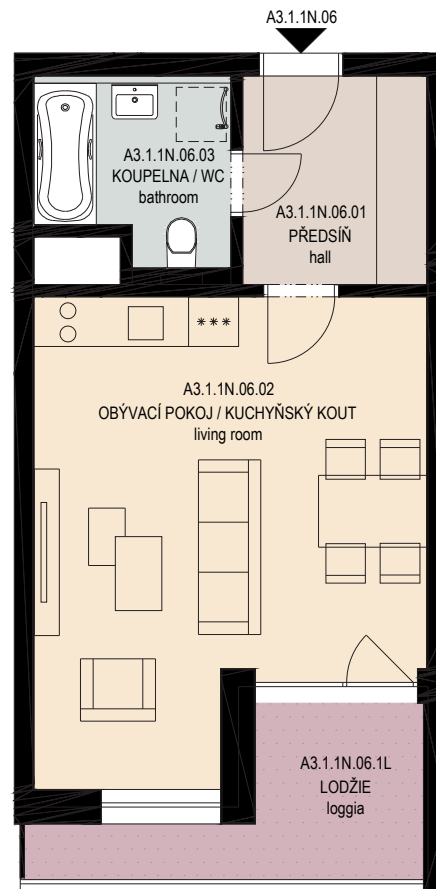 A3.1.1N.06
A3.1.1N.06.03
KOUPELNA / WC
bathroom
A3.1.1N.06.01
PŘEDSÍŇ
hall
***
A3.1.1N.06.02
OBÝVACÍ POKOJ / KUCHYŇSKÝ KOUT
living room
A3.1.1N.06.1L
LODŽIE
loggia